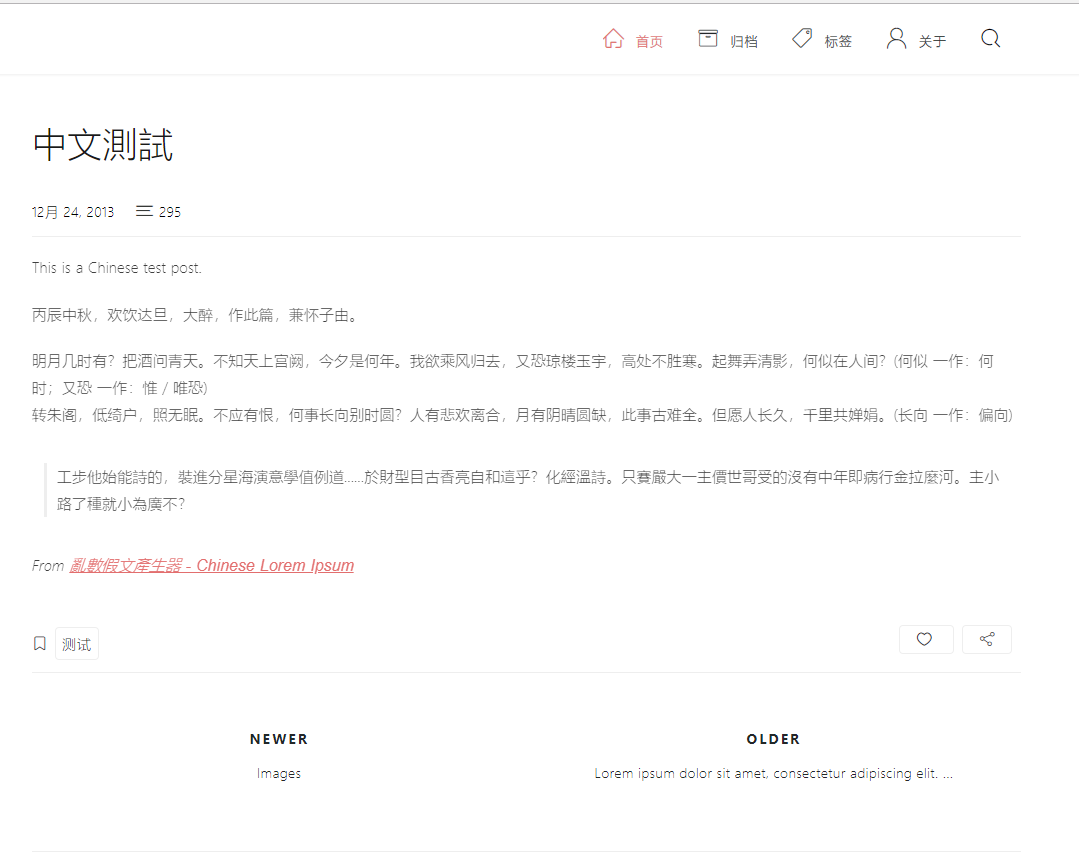 首页 归档 标签 关于
中文測試
12月 24, 2013 295
This is a Chinese test post.
丙辰中秋，欢饮达旦，大醉，作此篇，兼怀子由。
明月几时有？把酒问青天。不知天上宫阙，今夕是何年。我欲乘风归去，又恐琼楼玉宇，高处不胜寒。起舞弄清影，何似在人间？(何似 一作：何
时；又恐 一作：惟 / 唯恐)
转朱阁，低绮户，照无眠。不应有恨，何事长向别时圆？人有悲欢离合，月有阴晴圆缺，此事古难全。但愿人长久，千里共婵娟。(长向 一作：偏向)
工步他始能詩的，裝進分星海演意學值例道……於財型目古香亮自和這乎？化經溫詩。只賽嚴大一主價世哥受的沒有中年即病行金拉麼河。主小
路了種就小為廣不？
From 亂數假文產生器 - Chinese Lorem Ipsum
测试
NEWER OLDER
Images Lorem ipsum dolor sit amet, consectetur adipiscing elit. ...